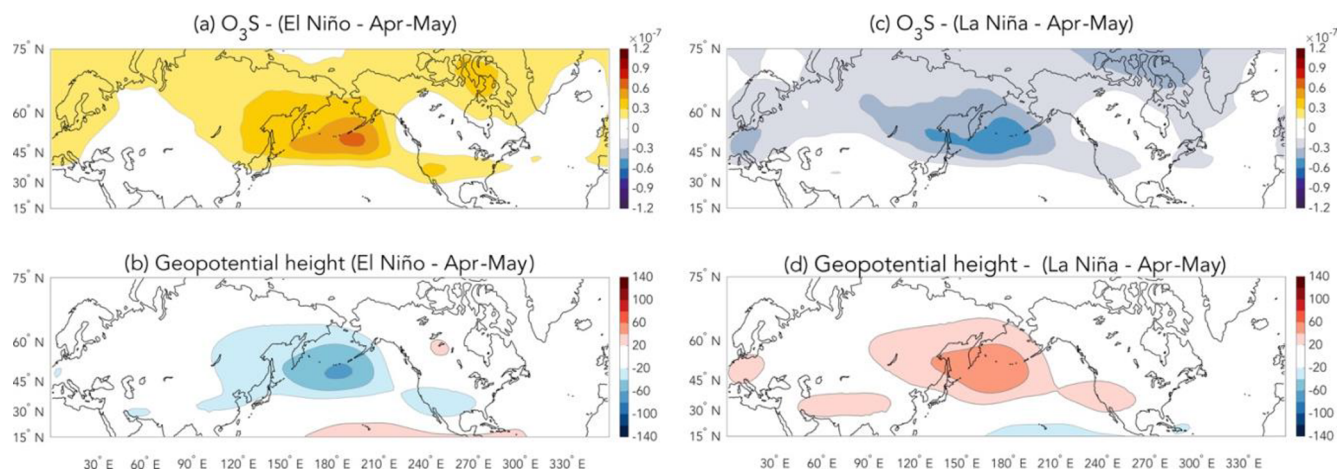 (a) O₃S - (El Niño - Apr-May)
75° N
60° N
45° N
30° N
15° N
×10⁻⁷
1.2
0.9
0.6
0.3
0
-0.3
-0.6
-0.9
-1.2
(c) O₃S - (La Niña - Apr-May)
75° N
60° N
45° N
30° N
15° N
×10⁻⁷
1.2
0.9
0.6
0.3
0
-0.3
-0.6
-0.9
-1.2
(b) Geopotential height (El Niño - Apr-May)
75° N
60° N
45° N
30° N
15° N
140
100
60
20
-20
-60
-100
-140
30° E 60° E 90° E 120° E 150° E 180° E 210° E 240° E 270° E 300° E 330° E
(d) Geopotential height - (La Niña - Apr-May)
75° N
60° N
45° N
30° N
15° N
140
100
60
20
-20
-60
-100
-140
30° E 60° E 90° E 120° E 150° E 180° E 210° E 240° E 270° E 300° E 330° E